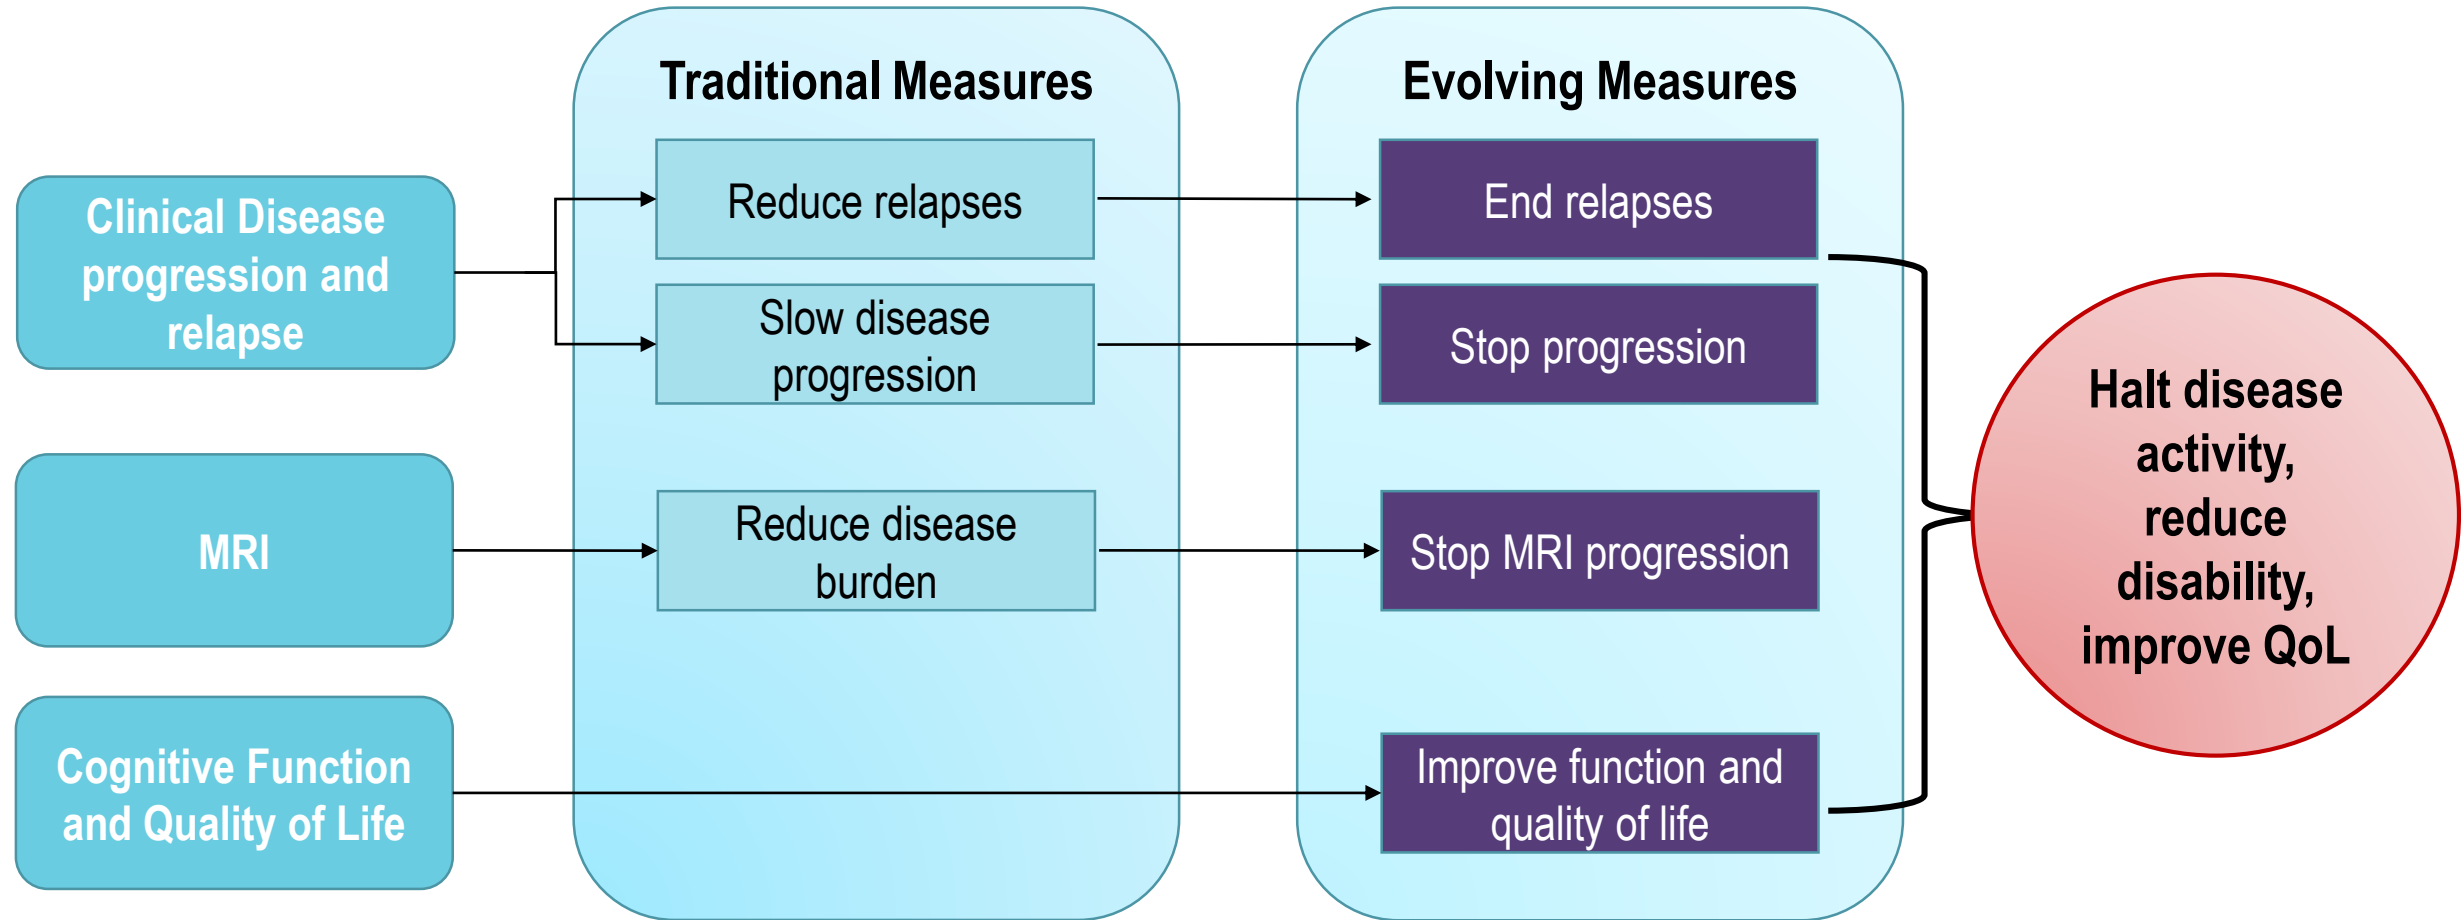 Traditional Measures
Evolving Measures
Clinical Disease
progression and
relapse
Reduce relapses
End relapses
Slow disease
progression
Stop progression
MRI
Reduce disease
burden
Stop MRI progression
Cognitive Function
and Quality of Life
Improve function and
quality of life
Halt disease
activity,
reduce
disability,
improve QoL